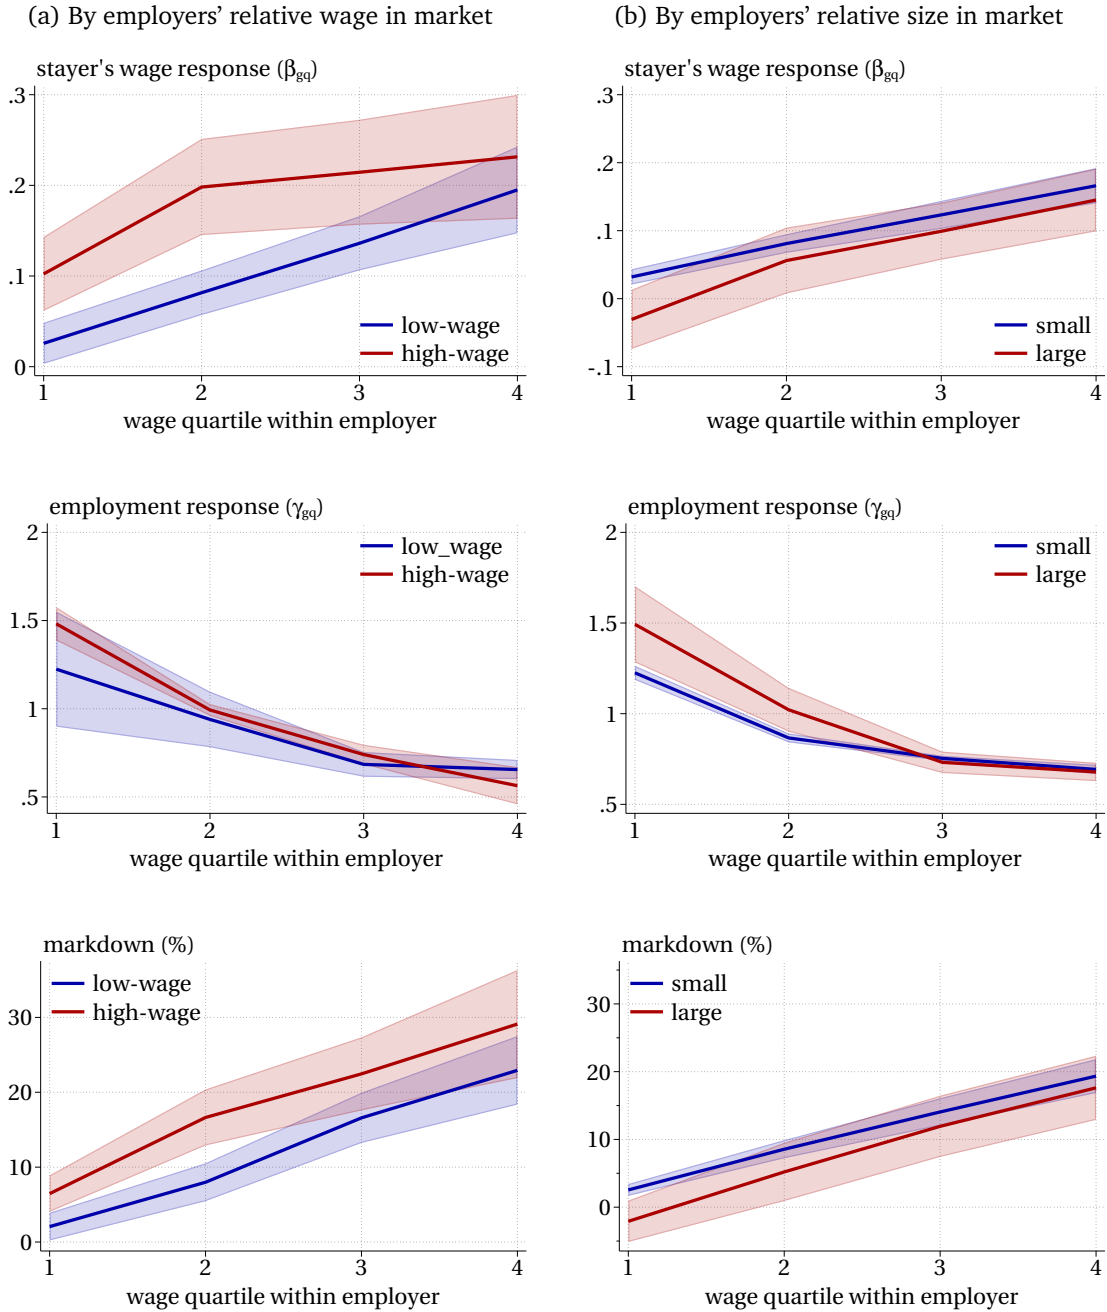 (a) By employers’ relative wage in market
stayer's wage response (βgq)
.3
.2
.1
0
low-wage
high-wage
1 2 3 4
wage quartile within employer
employment response (γgq)
2
1.5
1
.5
low_wage
high-wage
1 2 3 4
wage quartile within employer
markdown (%)
30
20
10
0
low-wage
high-wage
1 2 3 4
wage quartile within employer
(b) By employers’ relative size in market
stayer's wage response (βgq)
.3
.2
.1
0
-.1
small
large
1 2 3 4
wage quartile within employer
employment response (γgq)
2
1.5
1
.5
small
large
1 2 3 4
wage quartile within employer
markdown (%)
30
20
10
0
small
large
1 2 3 4
wage quartile within employer